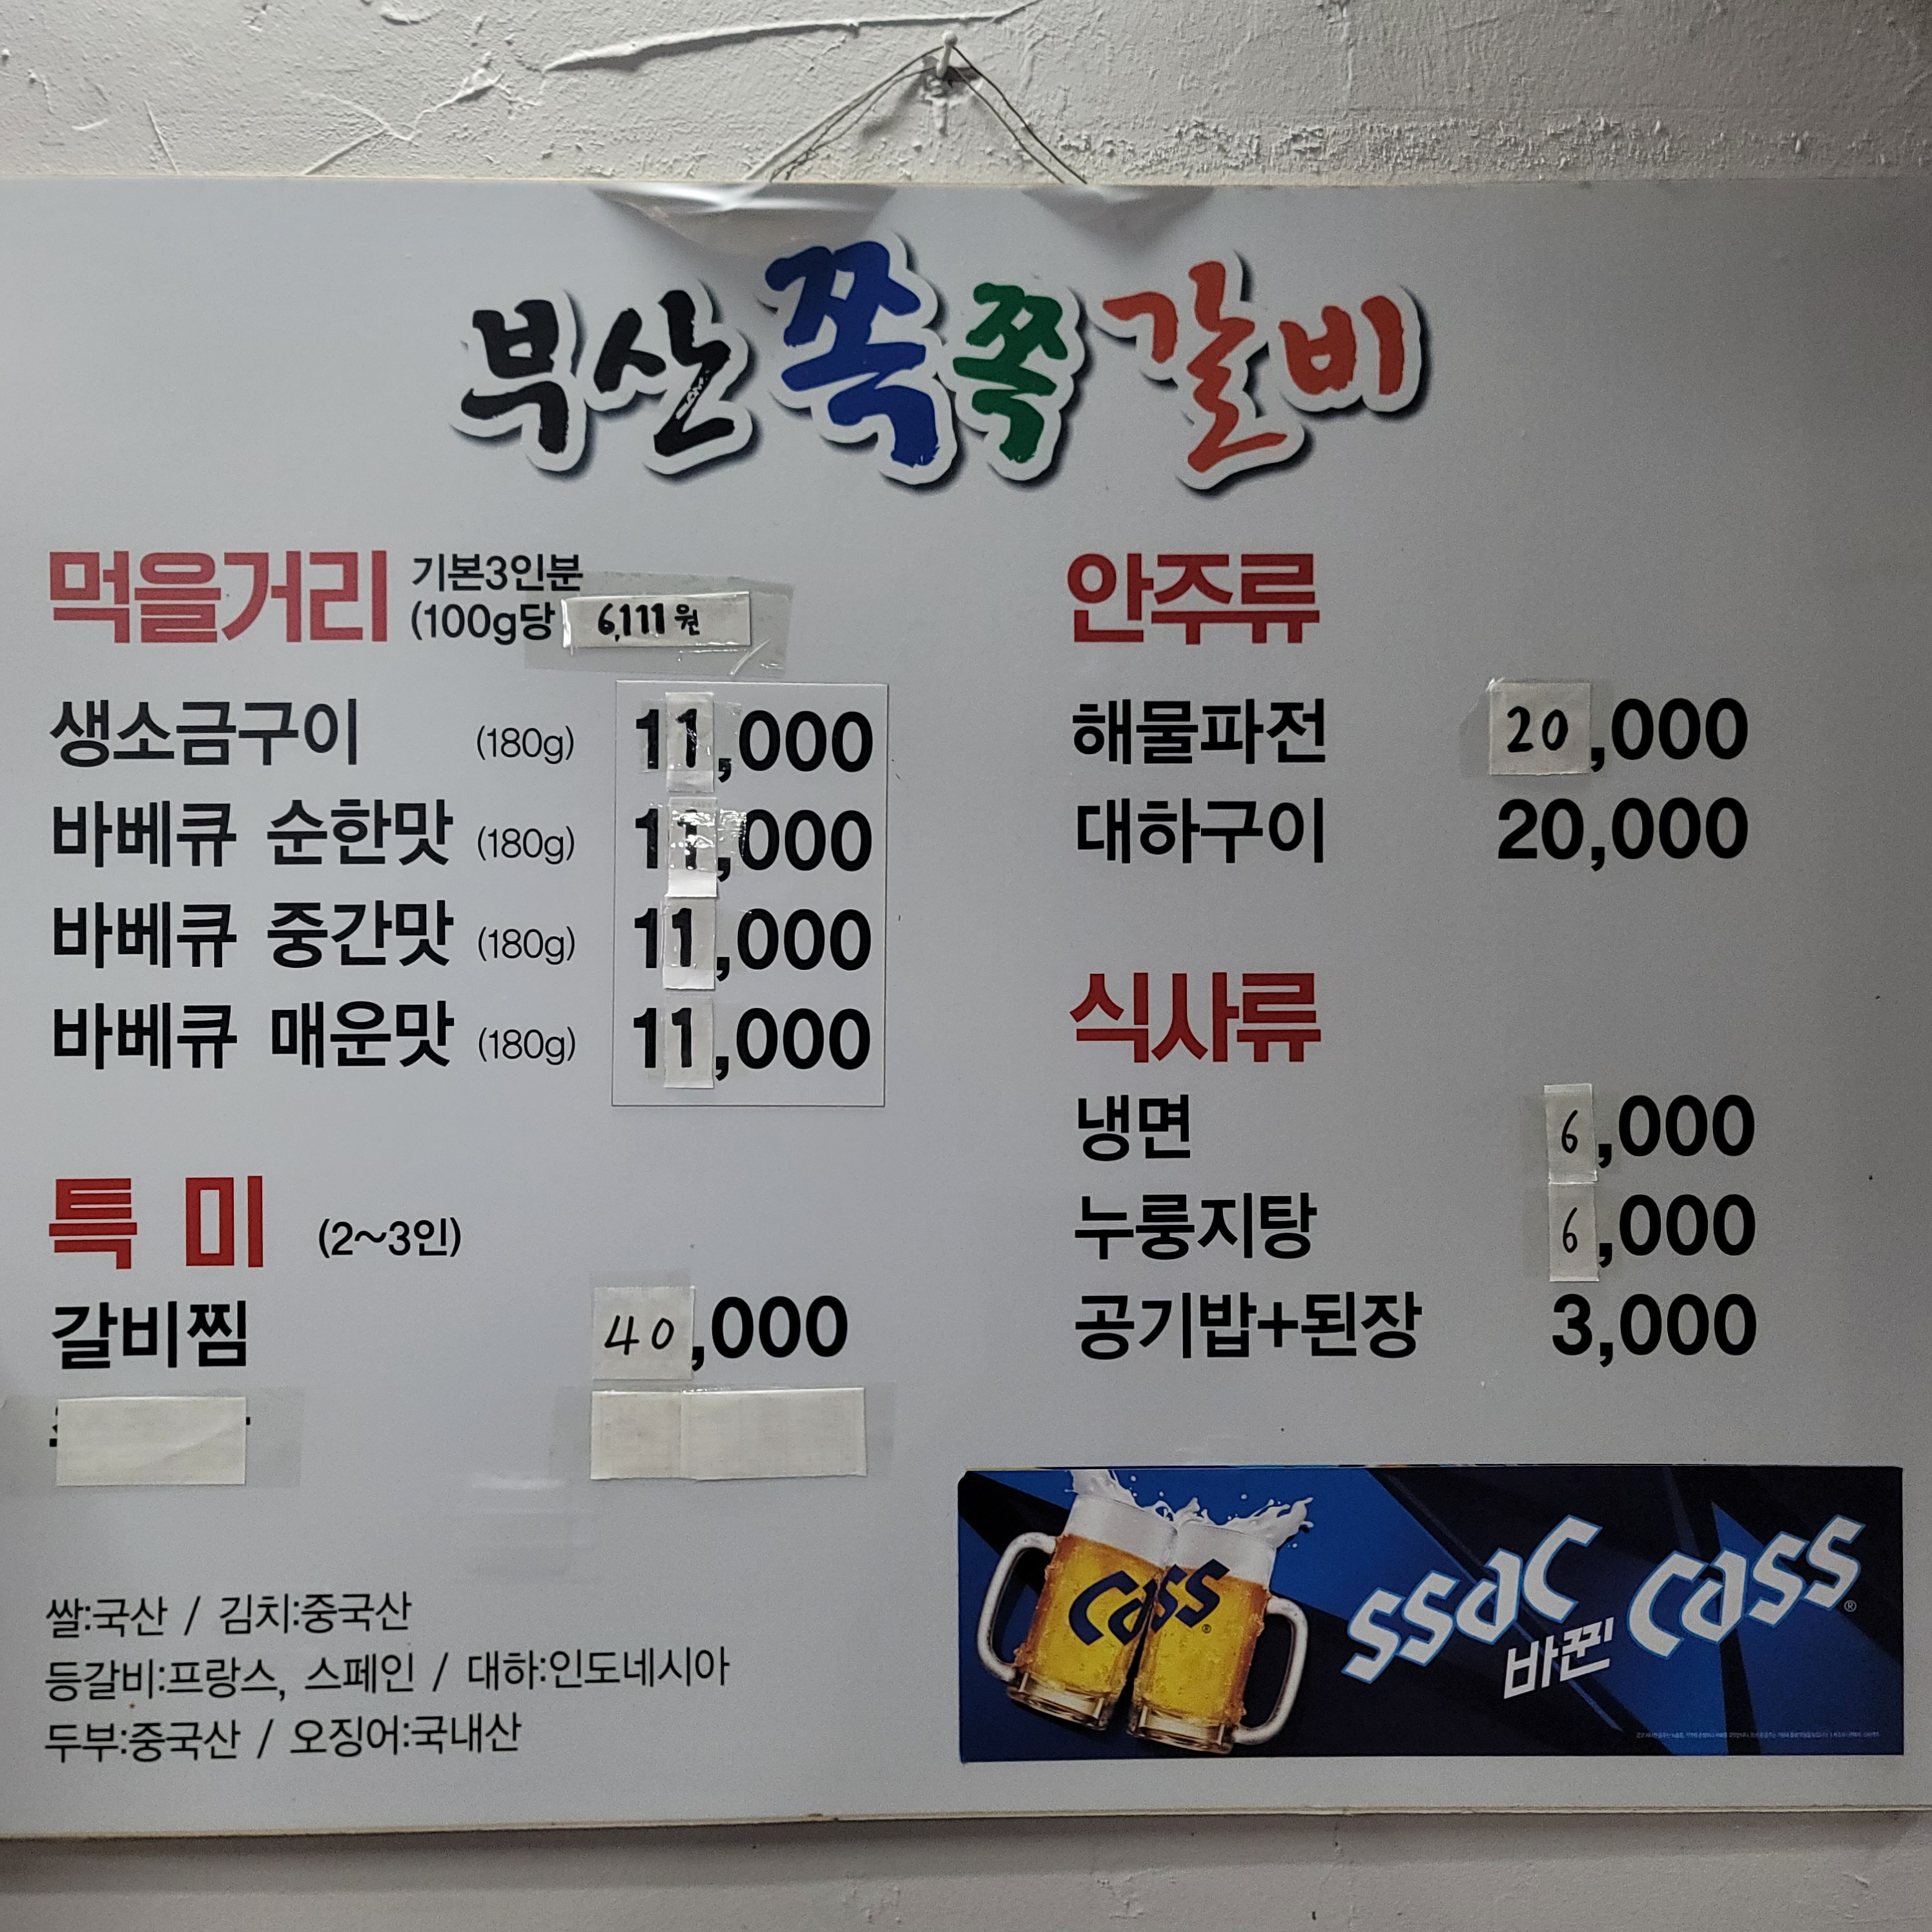 부산쪽쪽갈비
먹을거리 기본3인분
(100g당 6,111원
생소금구이 (180g) 11,000
바베큐 순한맛 (180g) 11,000
바베큐 중간맛 (180g) 11,000
바베큐 매운맛 (180g) 11,000
특 미 (2~3인)
갈비찜 40,000
쌀:국산 / 김치:중국산
등갈비:프랑스, 스페인 / 대하:인도네시아
두부:중국산 / 오징어:국내산
안주류
해물파전 20,000
대하구이 20,000
식사류
냉면 6,000
누룽지탕 6,000
공기밥+된장 3,000
Cass®
ssac 바뀐 Cass®